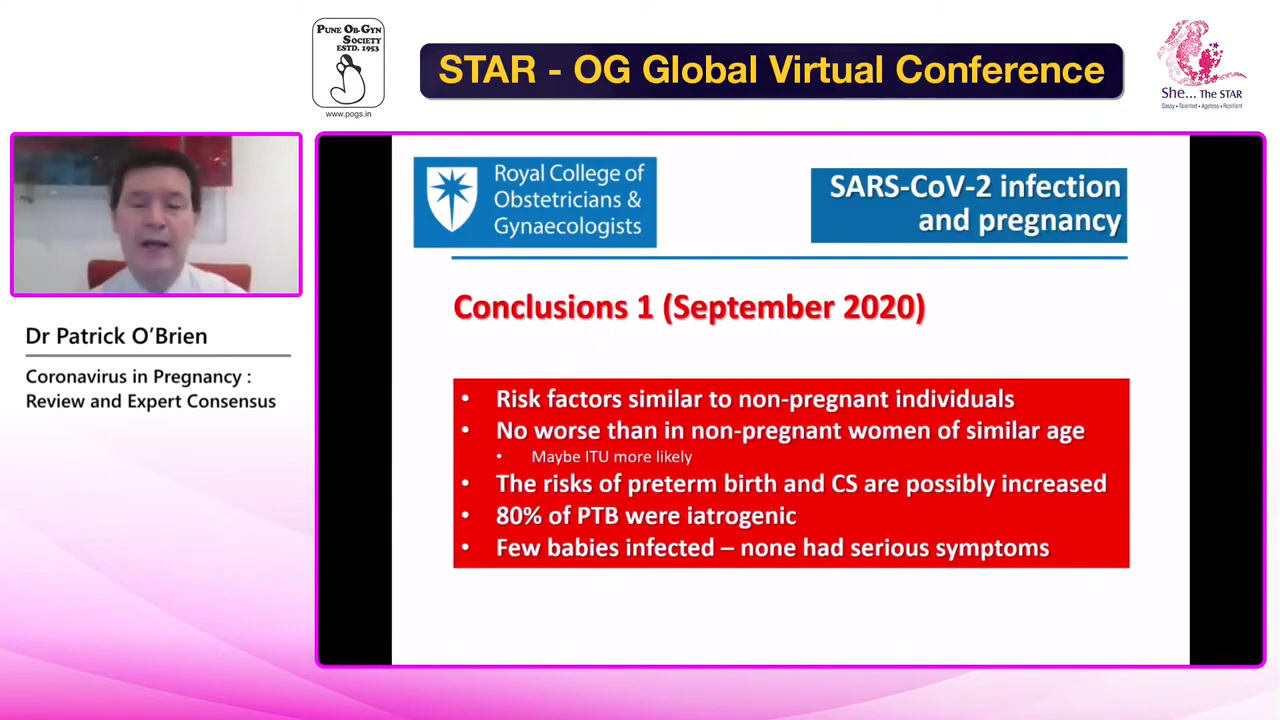 PUNE OB-GYN
SOCIETY
ESTD. 1953
www.pogs.in
STAR - OG Global Virtual Conference
She... The STAR
Sassy • Talented • Ageless • Resilient
Dr Patrick O'Brien
Coronavirus in Pregnancy :
Review and Expert Consensus
Royal College of
Obstetricians &
Gynaecologists
SARS-CoV-2 infection
and pregnancy
Conclusions 1 (September 2020)
• Risk factors similar to non-pregnant individuals
• No worse than in non-pregnant women of similar age
• Maybe ITU more likely
• The risks of preterm birth and CS are possibly increased
• 80% of PTB were iatrogenic
• Few babies infected – none had serious symptoms